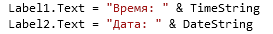 Label1.Text = "Время: " & TimeString
Label2.Text = "Дата: " & DateString